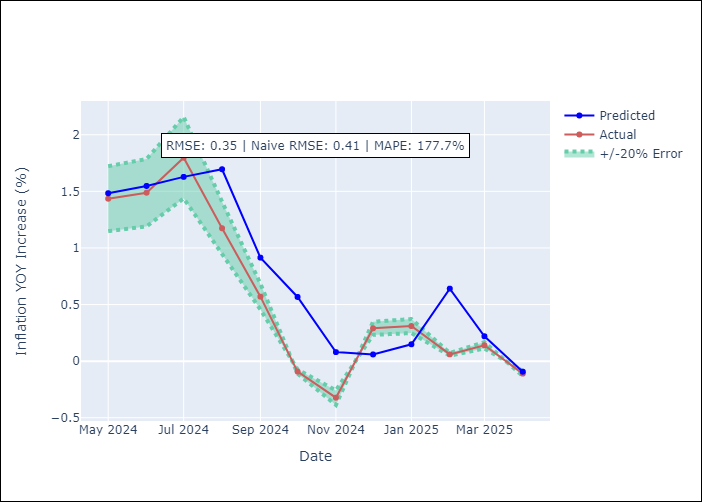 RMSE: 0.35 | Naive RMSE: 0.41 | MAPE: 177.7%
Predicted
Actual
+/-20% Error
Inflation YOY Increase (%)
2
1.5
1
0.5
0
−0.5
May 2024
Jul 2024
Sep 2024
Nov 2024
Jan 2025
Mar 2025
Date